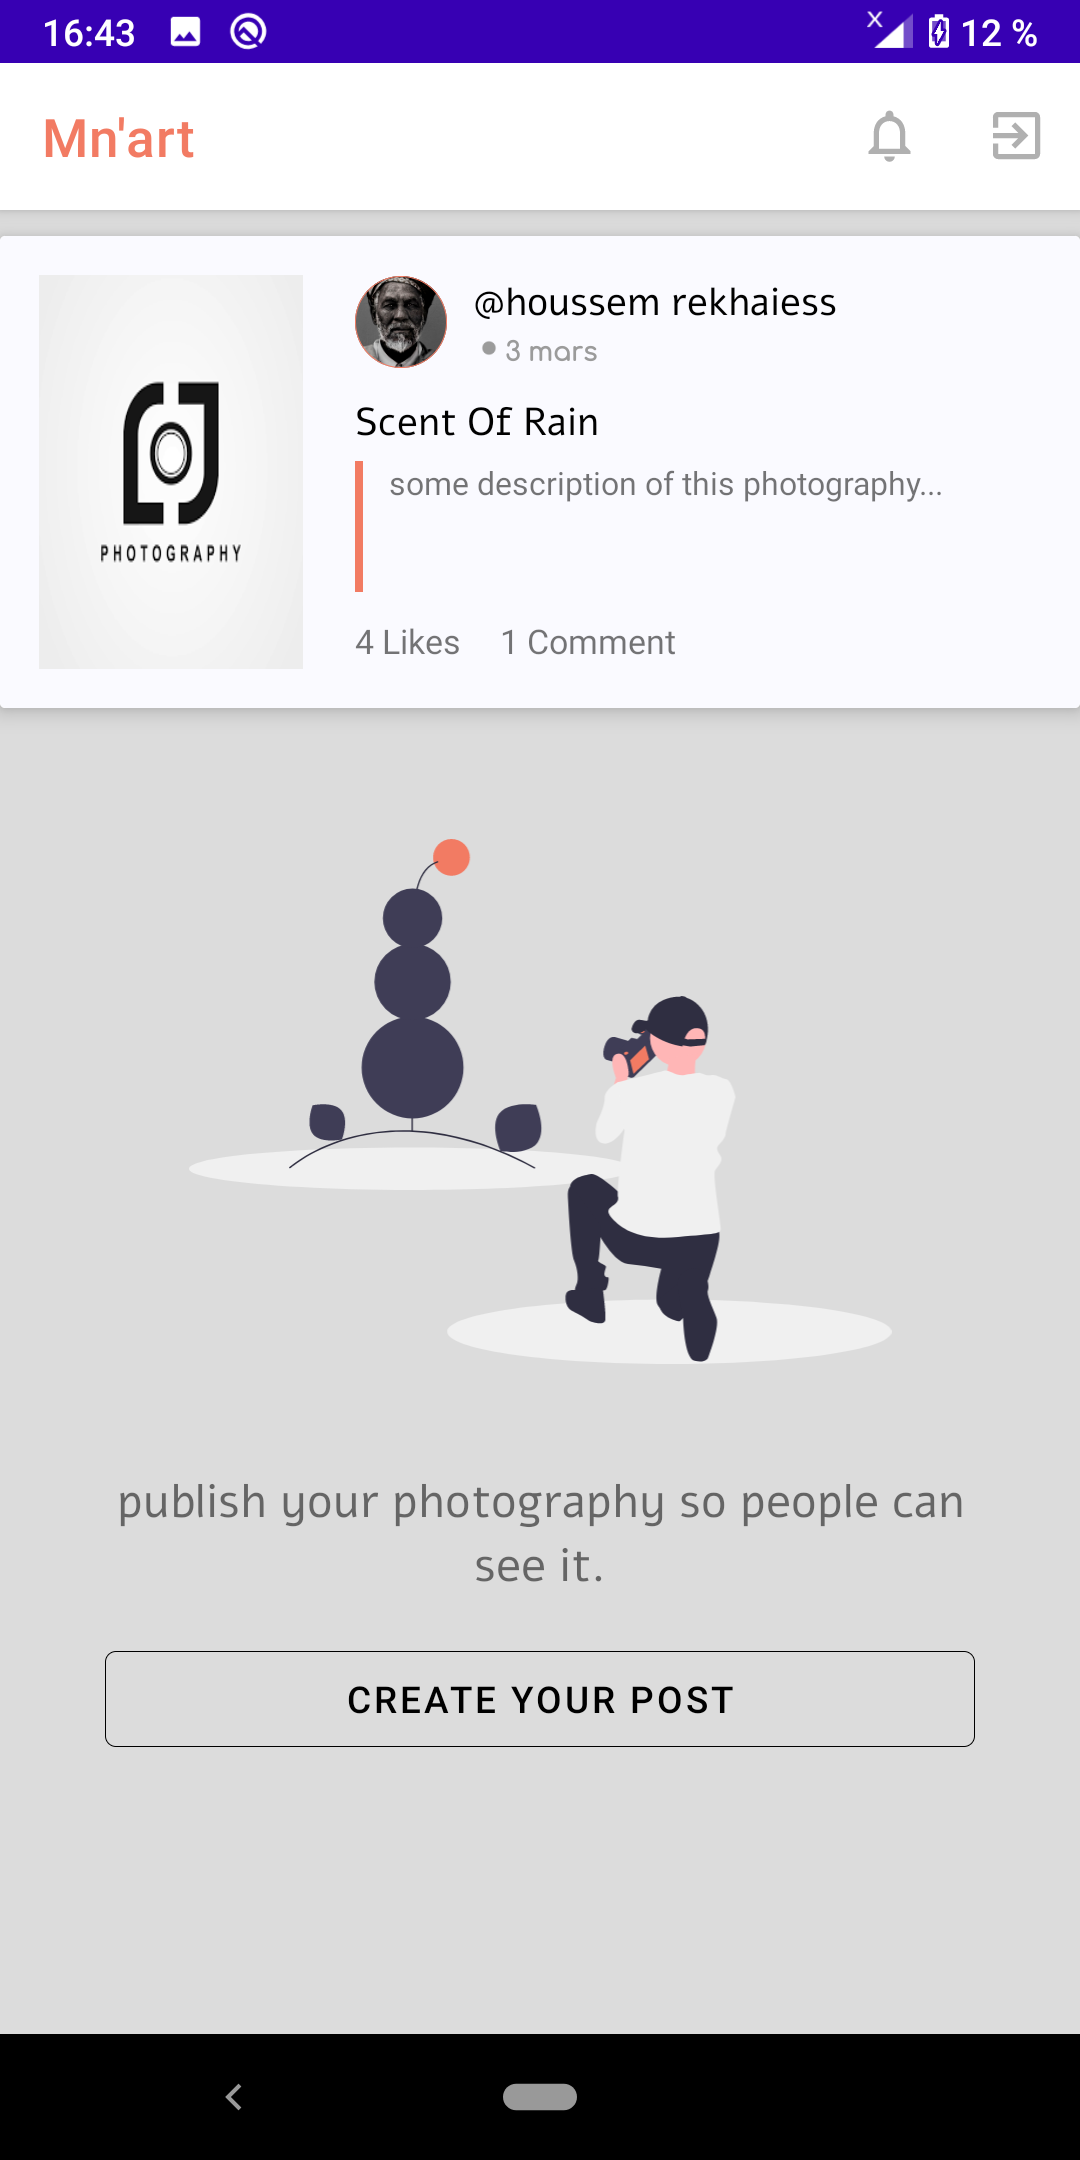 16:43
12 %
Mn'art
@houssem rekhaiess
3 mars
Scent Of Rain
some description of this photography...
PHOTOGRAPHY
4 Likes 1 Comment
publish your photography so people can
see it.
CREATE YOUR POST